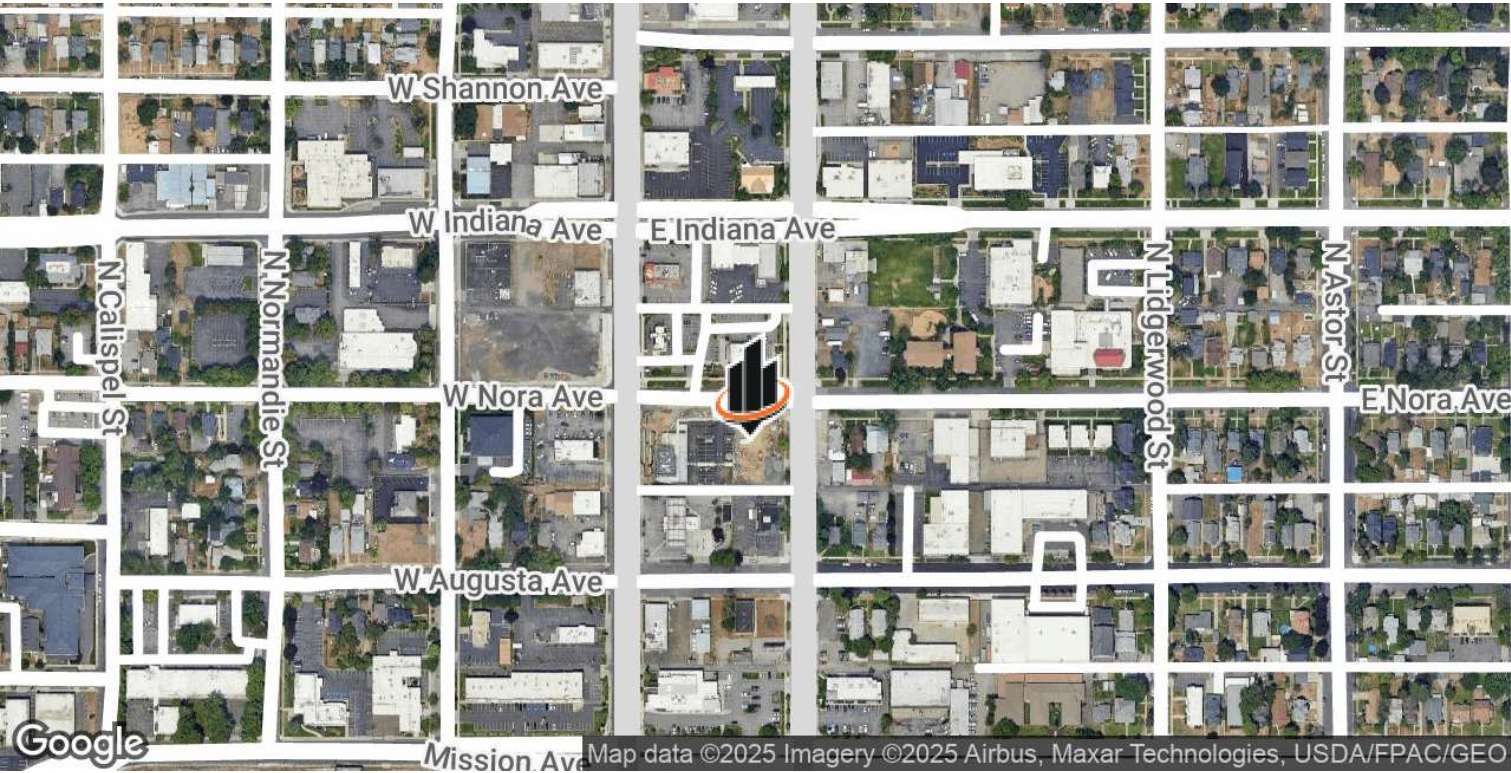 W Shannon Ave
W Indiana Ave
E Indiana Ave
N Calispel St
N Normandie St
N Lidgerwood St
N Astor St
W Nora Ave
E Nora Ave
W Augusta Ave
Mission Ave
Google
Map data ©2025 Imagery ©2025 Airbus, Maxar Technologies, USDA/FPAC/GEO